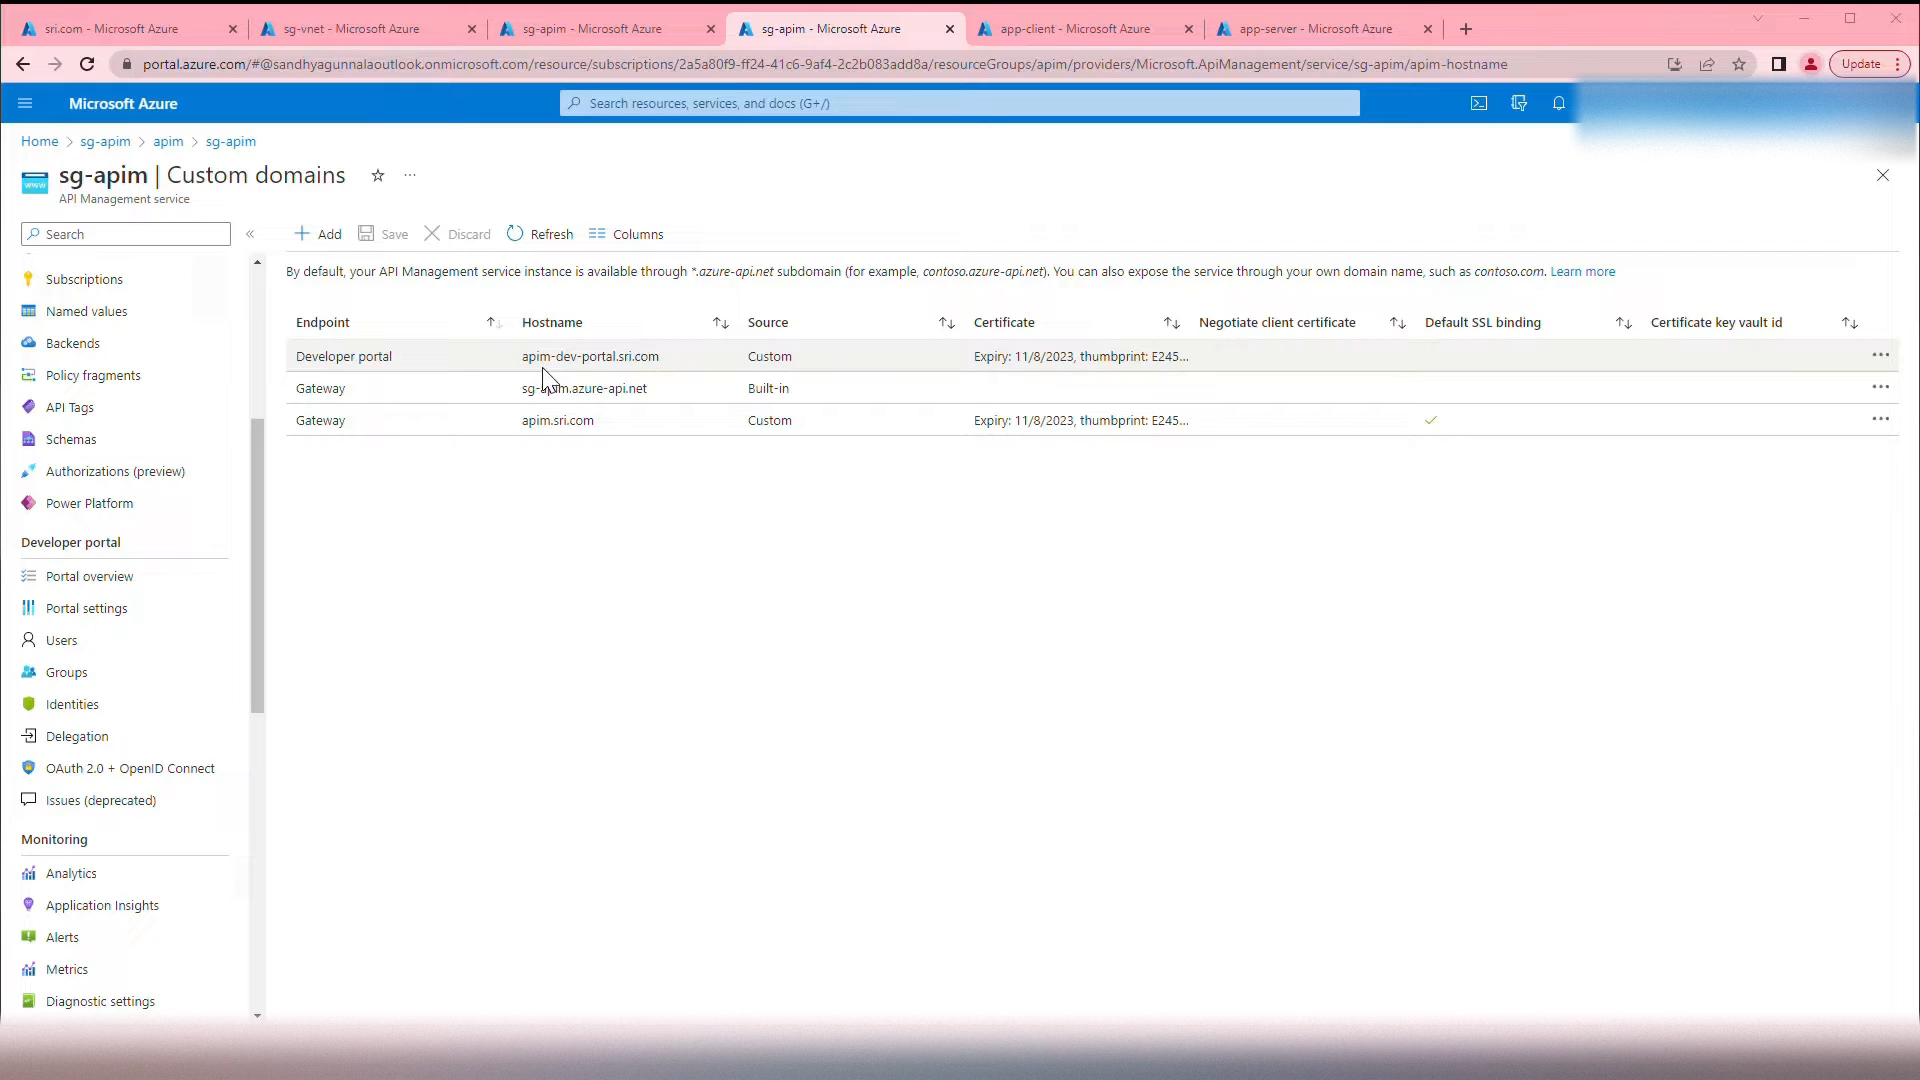 sri.com - Microsoft Azure
sg-vnet - Microsoft Azure
sg-apim - Microsoft Azure
sg-apim - Microsoft Azure
app-client - Microsoft Azure
app-server - Microsoft Azure
portal.azure.com/#@sandhyagunnalaoutlook.onmicrosoft.com/resource/subscriptions/2a5a80f9-ff24-41c6-9af4-2c2b083add8a/resourceGroups/apim/providers/Microsoft.ApiManagement/service/sg-apim/apim-hostname
Update
Microsoft Azure
Search resources, services, and docs (G+/)
Home > sg-apim > apim > sg-apim
www
sg-apim | Custom domains
API Management service
Search
Add Save Discard Refresh Columns
By default, your API Management service instance is available through *.azure-api.net subdomain (for example, contoso.azure-api.net). You can also expose the service through your own domain name, such as contoso.com. Learn more
Endpoint Hostname Source Certificate Negotiate client certificate Default SSL binding Certificate key vault id
Developer portal apim-dev-portal.sri.com Custom Expiry: 11/8/2023, thumbprint: E245...
Gateway sg-apim.azure-api.net Built-in
Gateway apim.sri.com Custom Expiry: 11/8/2023, thumbprint: E245...
Subscriptions
Named values
Backends
Policy fragments
API Tags
Schemas
Authorizations (preview)
Power Platform
Developer portal
Portal overview
Portal settings
Users
Groups
Identities
Delegation
OAuth 2.0 + OpenID Connect
Issues (deprecated)
Monitoring
Analytics
Application Insights
Alerts
Metrics
Diagnostic settings